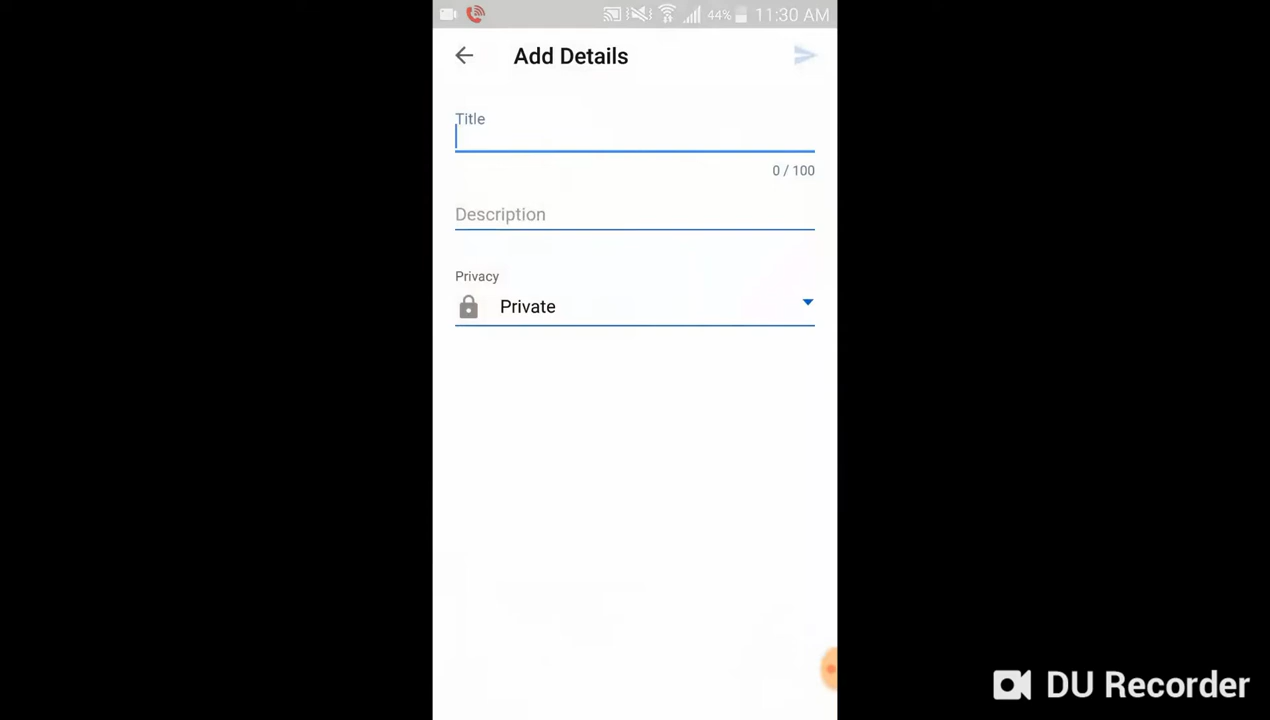 44% 11:30 AM
Add Details
Title
0 / 100
Description
Privacy
Private
DU Recorder